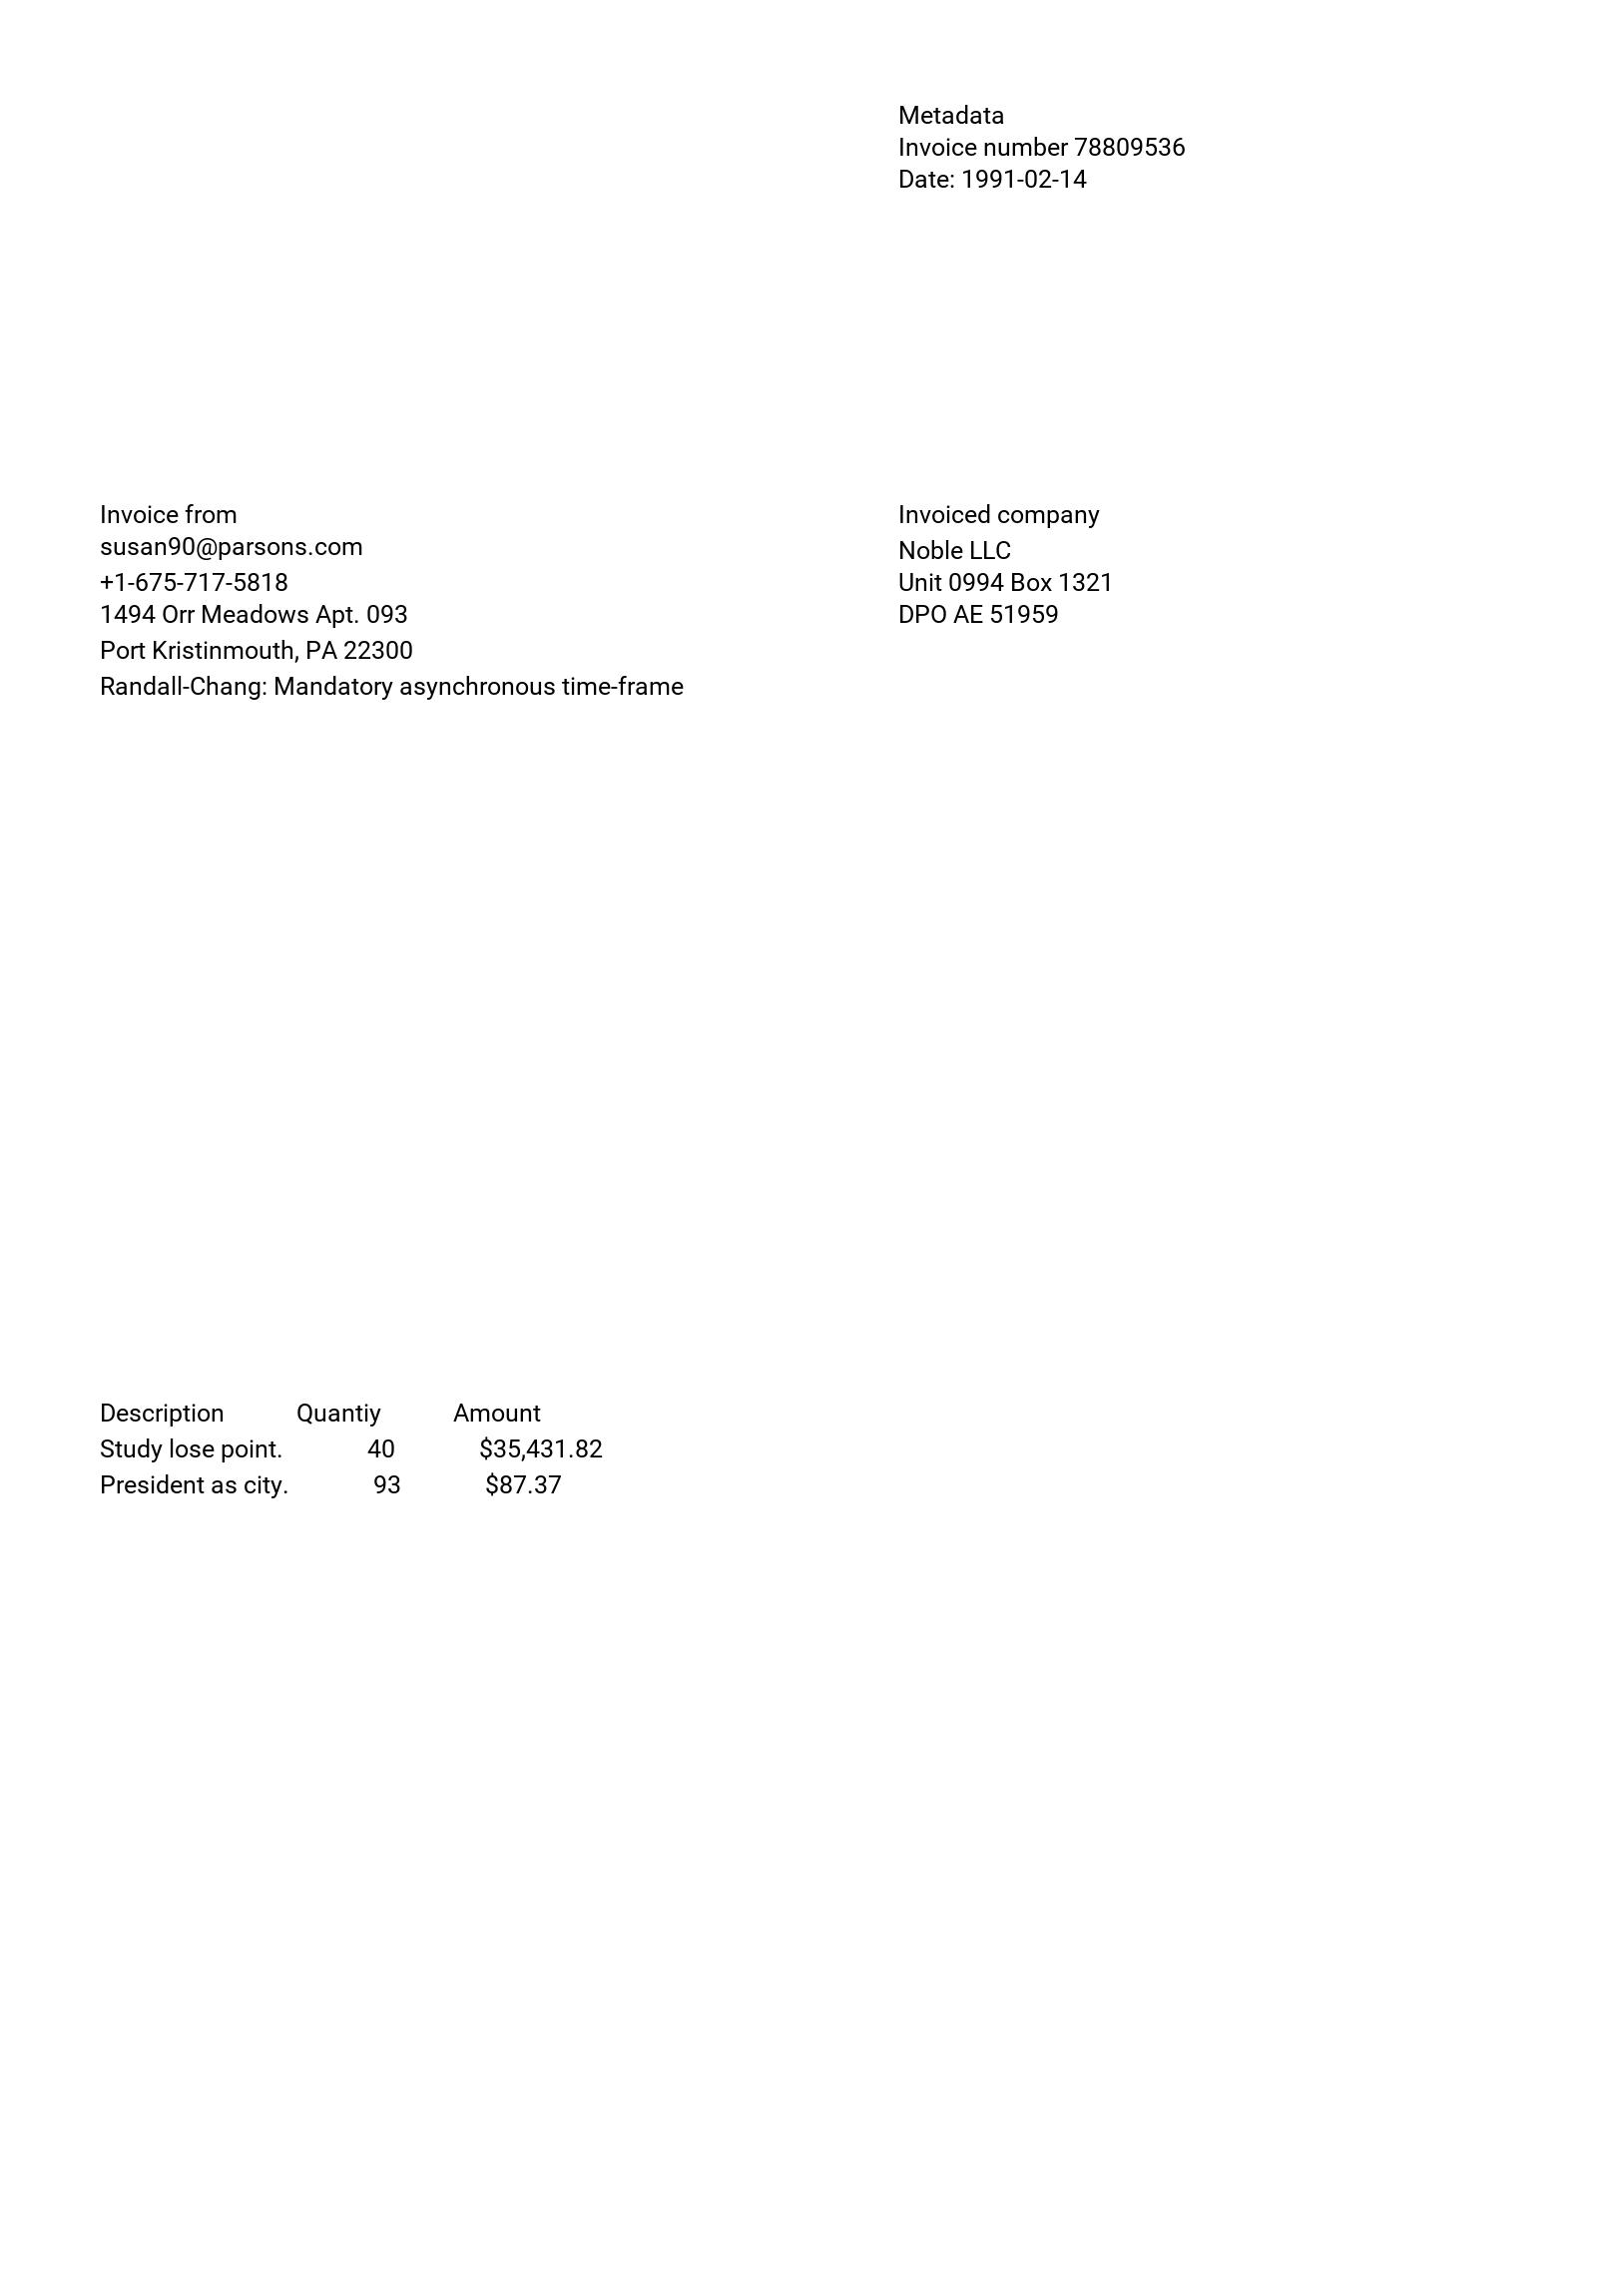 Metadata
Invoice number 78809536
Date: 1991-02-14
Invoice from
susan90@parsons.com
+1-675-717-5818
1494 Orr Meadows Apt. 093
Port Kristinmouth, PA 22300
Randall-Chang: Mandatory asynchronous time-frame
Invoiced company
Noble LLC
Unit 0994 Box 1321
DPO AE 51959
Description Quantiy Amount
Study lose point. 40 $35,431.82
President as city. 93 $87.37